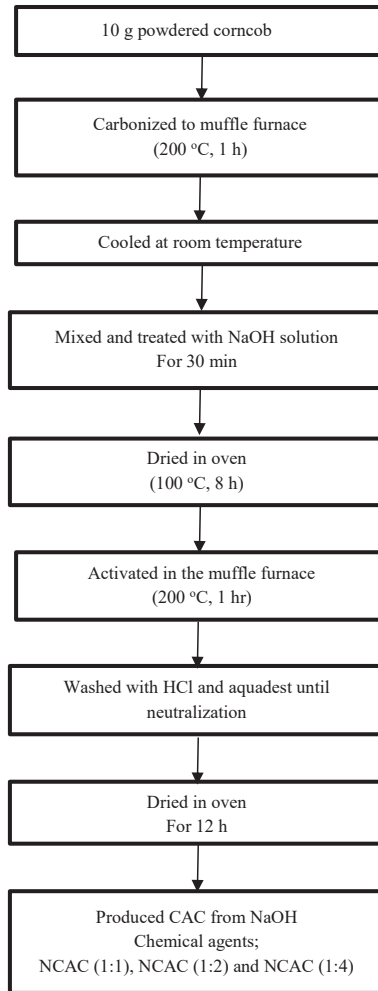 10 g powdered corncob
Carbonized to muffle furnace
(200 °C, 1 h)
Cooled at room temperature
Mixed and treated with NaOH solution
For 30 min
Dried in oven
(100 °C, 8 h)
Activated in the muffle furnace
(200 °C, 1 hr)
Washed with HCl and aquadest until
neutralization
Dried in oven
For 12 h
Produced CAC from NaOH
Chemical agents;
NCAC (1:1), NCAC (1:2) and NCAC (1:4)